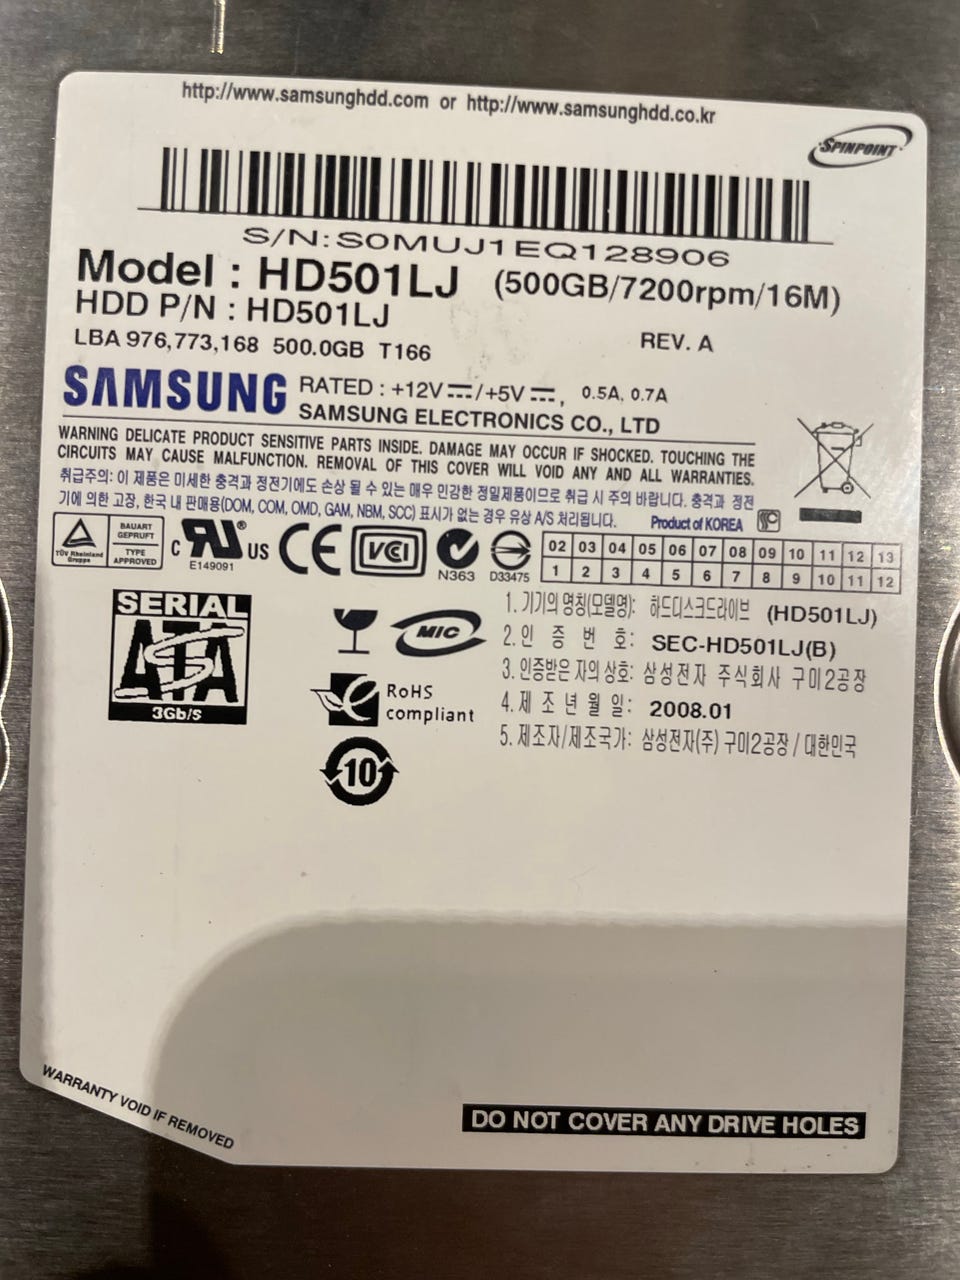 http://www.samsunghdd.com or http://www.samsunghdd.co.kr
SPINPOINT
S/N:S0MUJ1EQ128906
Model : HD501LJ (500GB/7200rpm/16M)
HDD P/N : HD501LJ
LBA 976,773,168 500.0GB T166 REV. A
SAMSUNG RATED : +12V⎓/+5V⎓, 0.5A, 0.7A
SAMSUNG ELECTRONICS CO., LTD
WARNING DELICATE PRODUCT SENSITIVE PARTS INSIDE. DAMAGE MAY OCCUR IF SHOCKED. TOUCHING THE
CIRCUITS MAY CAUSE MALFUNCTION. REMOVAL OF THIS COVER WILL VOID ANY AND ALL WARRANTIES.
취급주의: 이 제품은 미세한 충격과 정전기에도 손상 될 수 있는 매우 민감한 정밀제품이므로 취급 시 주의 바랍니다. 충격과 정전
기에 의한 고장, 한국 내 판매용(DOM, COM, OMD, GAM, NBM, SCC) 표시가 없는 경우 유상 A/S 처리됩니다. Product of KOREA
TÜV Rheinland Gruppe
BAUART GEPRUFT
TYPE APPROVED
c RU® US
E149091
CE
VCI
N363
D33475
02 03 04 05 06 07 08 09 10 11 12 13
1 2 3 4 5 6 7 8 9 10 11 12
SERIAL
ATA
3Gb/s
MIC
RoHS
compliant
10
1. 기기의 명칭(모델명): 하드디스크드라이브 (HD501LJ)
2. 인 증 번 호: SEC-HD501LJ(B)
3. 인증받은 자의 상호: 삼성전자 주식회사 구미2공장
4. 제 조 년 월 일: 2008.01
5. 제조자/제조국가: 삼성전자(주) 구미2공장 / 대한민국
WARRANTY VOID IF REMOVED
DO NOT COVER ANY DRIVE HOLES